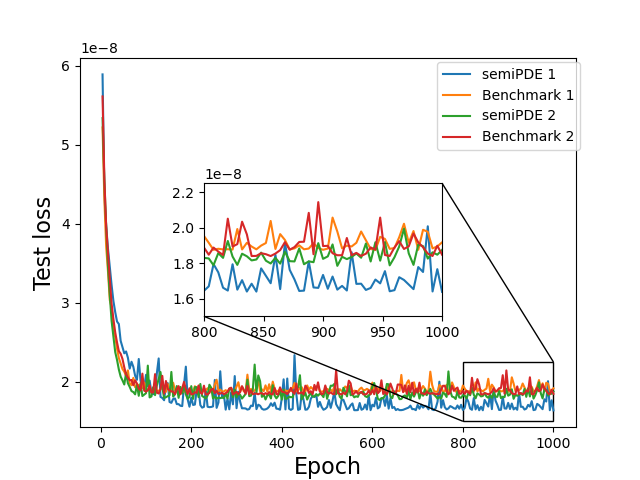 1e−8
6
5
4
3
2
Test loss
semiPDE 1
Benchmark 1
semiPDE 2
Benchmark 2
1e−8
2.2
2.0
1.8
1.6
800 850 900 950 1000
0 200 400 600 800 1000
Epoch